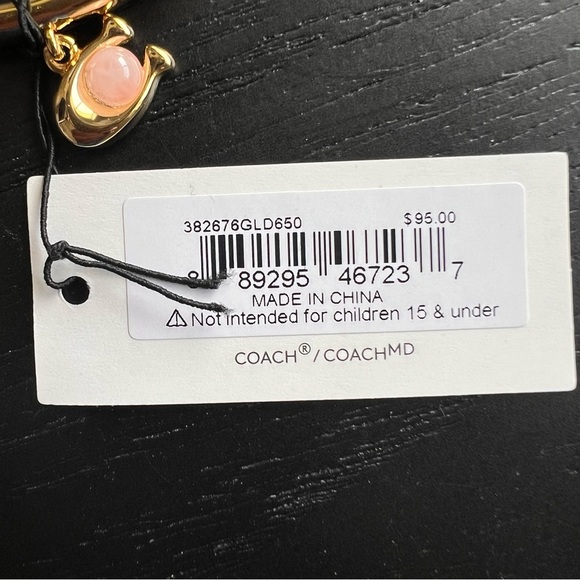 382676GLD650 $95.00
8 89295 46723 7
MADE IN CHINA
⚠ Not intended for children 15 & under
COACH®/COACHMD